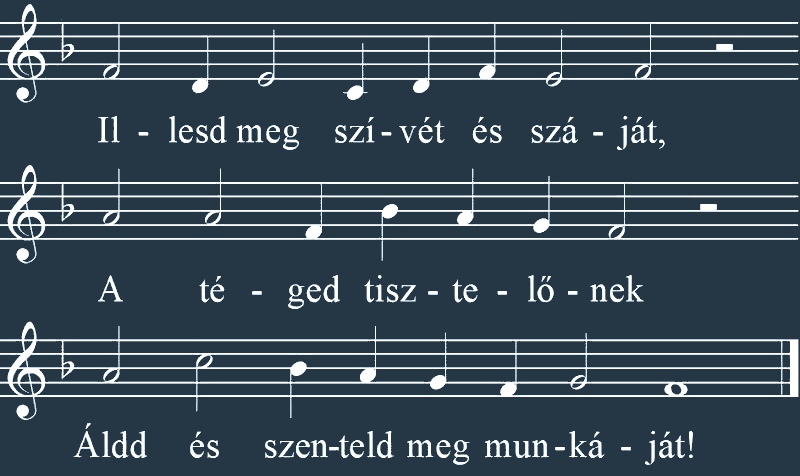 Il - lesd meg szí - vét és szá - ját,
A té - ged tisz - te - lő - nek
Áldd és szen-teld meg mun - ká - ját!